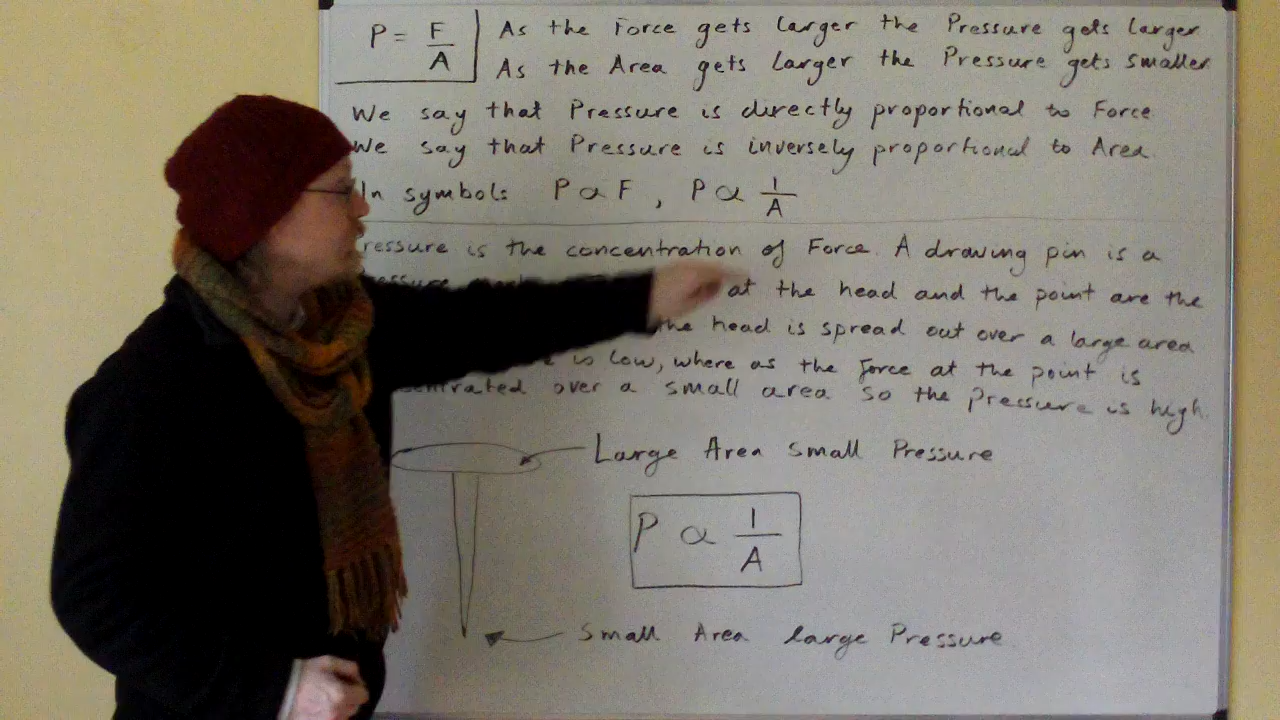 P = F/A
As the Force gets larger the Pressure gets larger
As the Area gets larger the Pressure gets smaller
We say that Pressure is directly proportional to Force
We say that Pressure is inversely proportional to Area.
In symbols P ∝ F , P ∝ 1/A
ressure is the concentration of Force. A drawing pin is a
at the head and the point are the
the head is spread out over a large area
is low, where as the Force at the point is
centrated over a small area so the Pressure is high.
Large Area Small Pressure
P ∝ 1/A
Small Area large Pressure